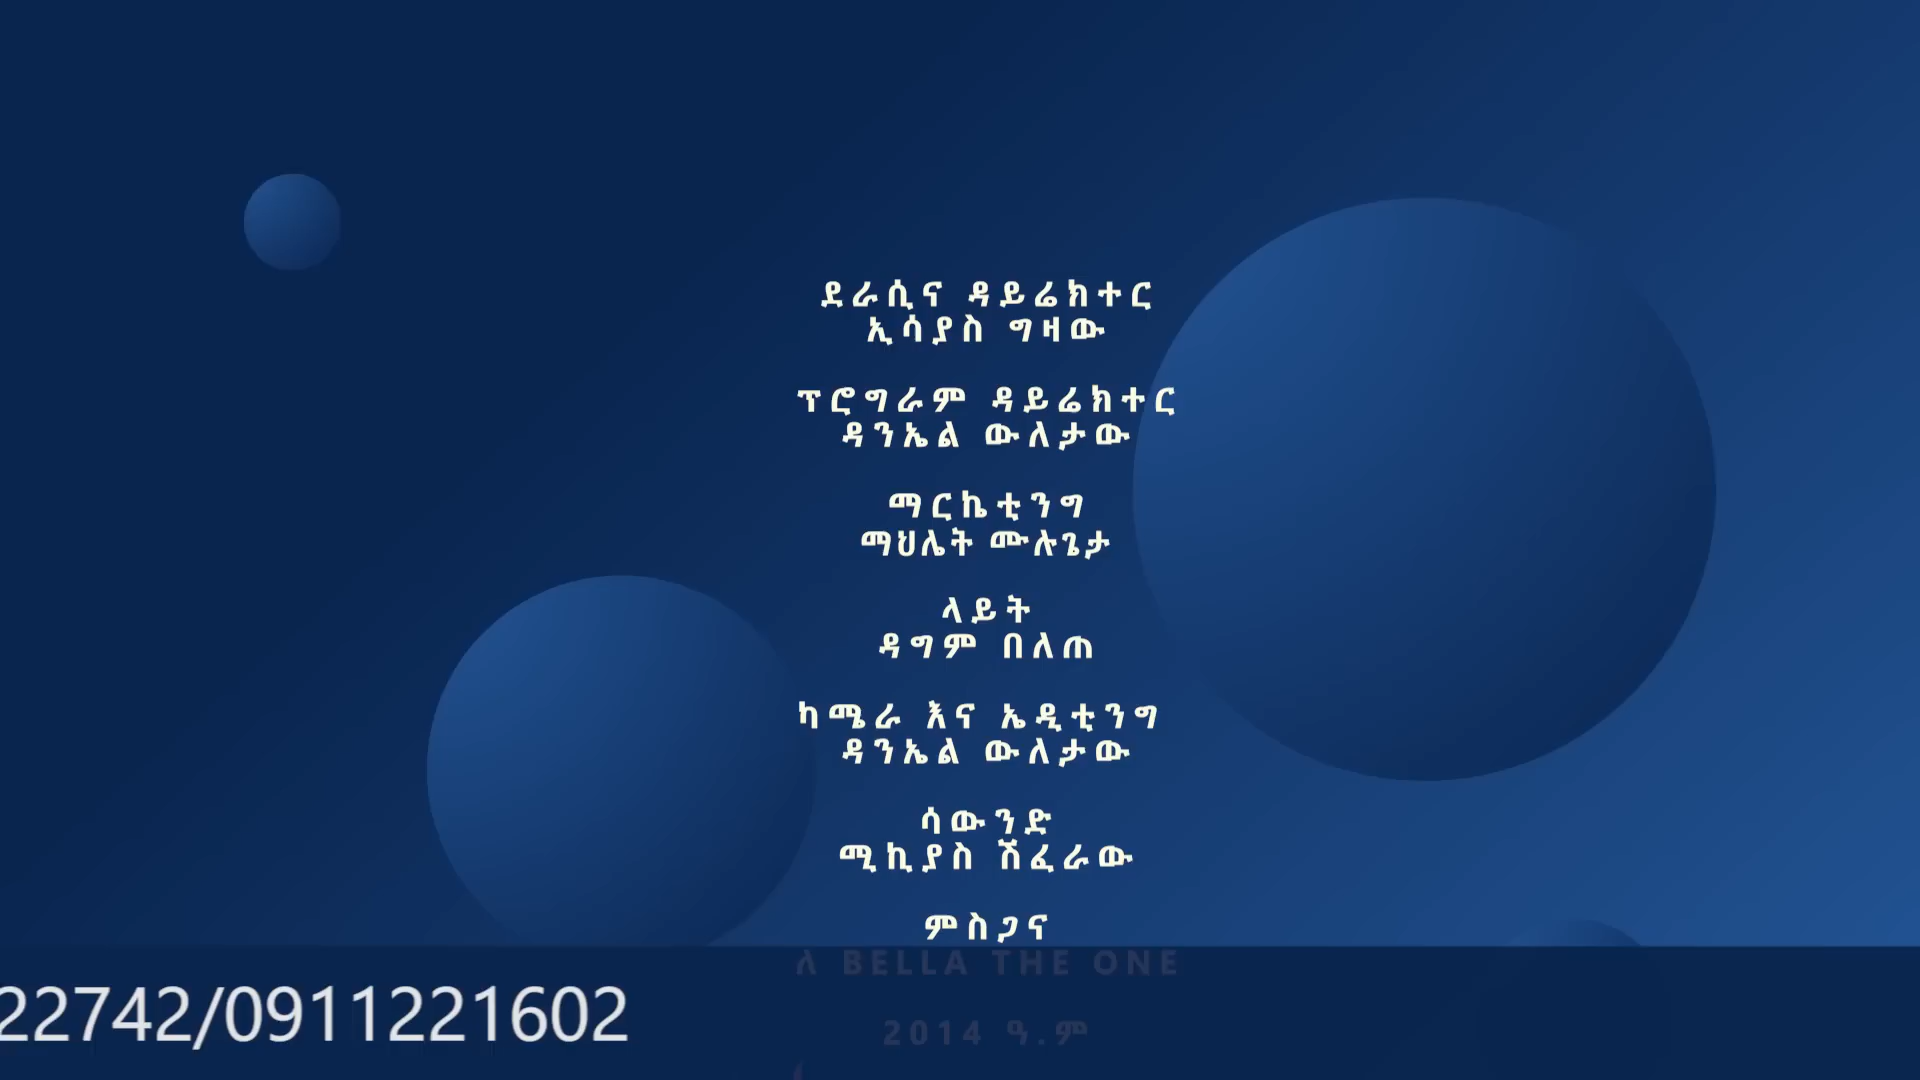 ደራሲና ዳይሬክተር
ኢሳያስ ግዛው
ፕሮግራም ዳይሬክተር
ዳንኤል ውለታው
ማርኬቲንግ
ማህሌት ሙሉጌታ
ላይት
ዳግም በለጠ
ካሜራ እና ኤዲቲንግ
ዳንኤል ውለታው
ሳውንድ
ሚኪያስ ሽፈራው
ምስጋና
ለ BELLA THE ONE
22742/0911221602
2014 ዓ.ም